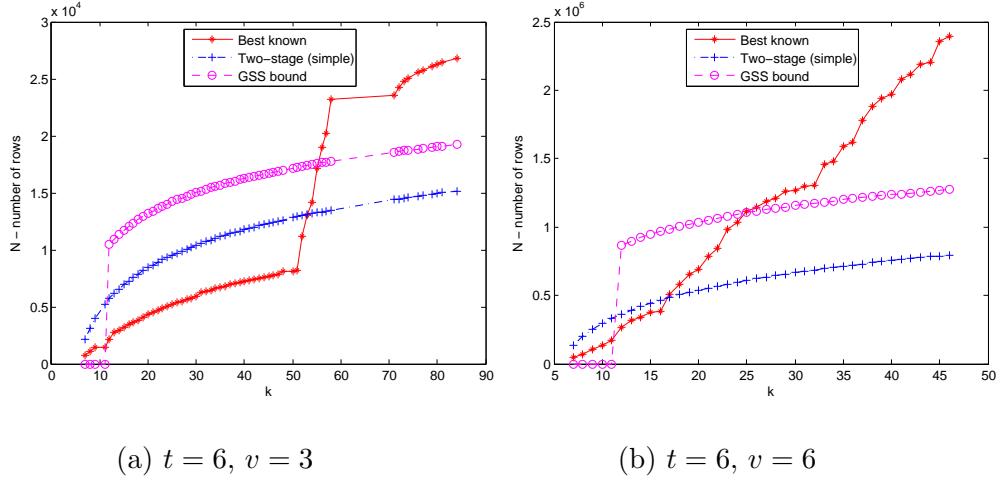 x 10^4
3
2.5
2
1.5
1
0.5
0
0 10 20 30 40 50 60 70 80 90
k
N − number of rows
Best known
Two−stage (simple)
GSS bound
(a) t = 6, v = 3
x 10^6
2.5
2
1.5
1
0.5
0
5 10 15 20 25 30 35 40 45 50
k
N − number of rows
Best known
Two−stage (simple)
GSS bound
(b) t = 6, v = 6